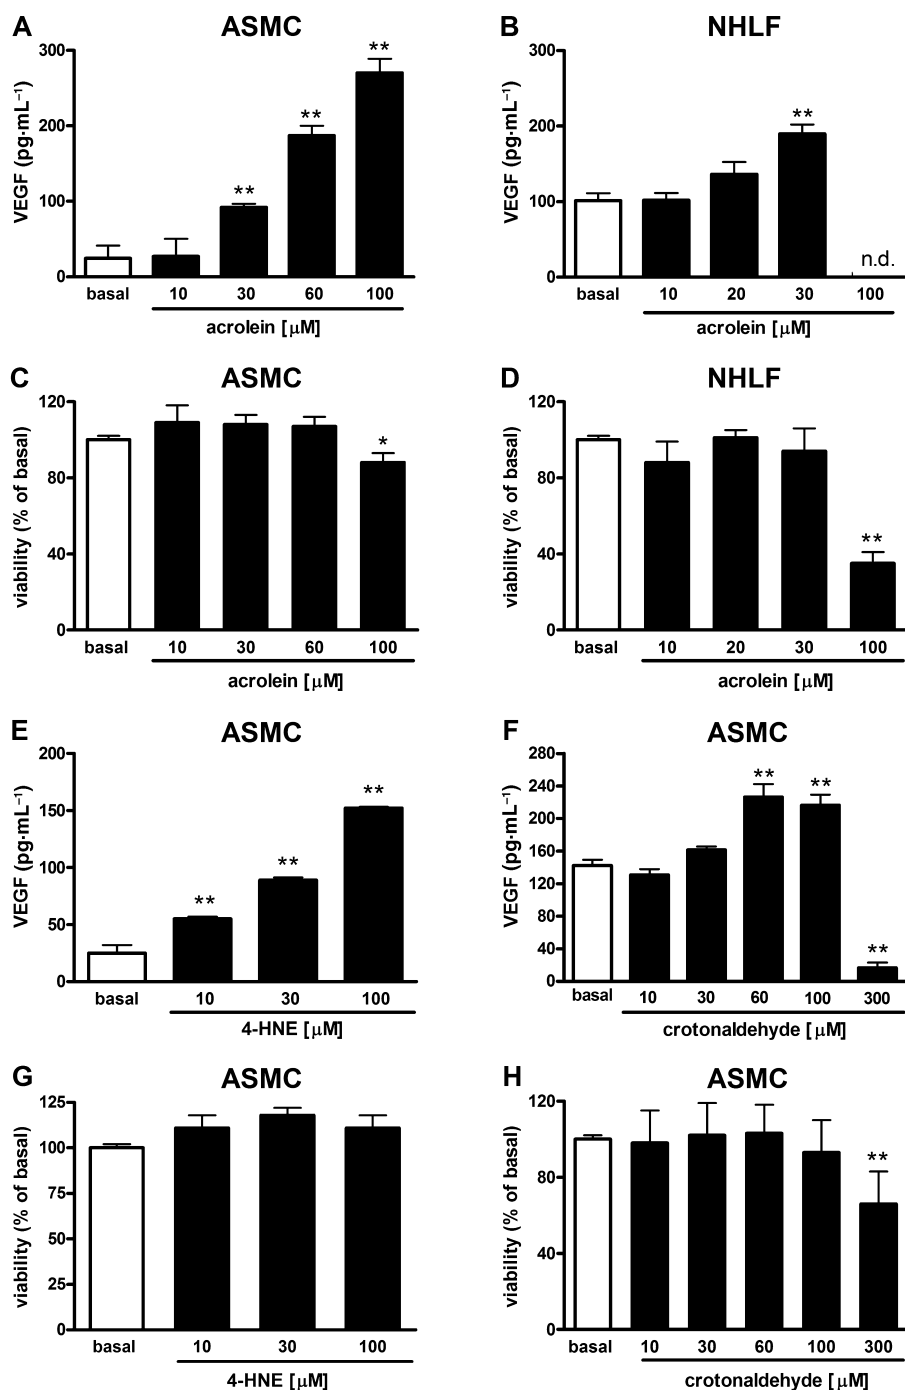 A
ASMC
VEGF (pg·mL⁻¹)
300
200
100
0
**
**
**
basal 10 30 60 100
acrolein [μM]
B
NHLF
VEGF (pg·mL⁻¹)
300
200
100
0
**
n.d.
basal 10 20 30 100
acrolein [μM]
C
ASMC
viability (% of basal)
120
80
40
0
*
basal 10 30 60 100
acrolein [μM]
D
NHLF
viability (% of basal)
120
80
40
0
**
basal 10 20 30 100
acrolein [μM]
E
ASMC
VEGF (pg·mL⁻¹)
200
150
100
50
0
**
**
**
basal 10 30 100
4-HNE [μM]
F
ASMC
VEGF (pg·mL⁻¹)
280
240
200
160
120
80
40
0
**
**
**
basal 10 30 60 100 300
crotonaldehyde [μM]
G
ASMC
viability (% of basal)
125
100
75
50
25
0
basal 10 30 100
4-HNE [μM]
H
ASMC
viability (% of basal)
120
80
40
0
**
basal 10 30 60 100 300
crotonaldehyde [μM]